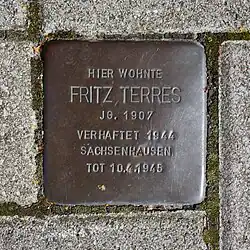 HIER WOHNTE
FRITZ TERRES
JG. 1907
VERHAFTET 1944
SACHSENHAUSEN
TOT 10.4.1945